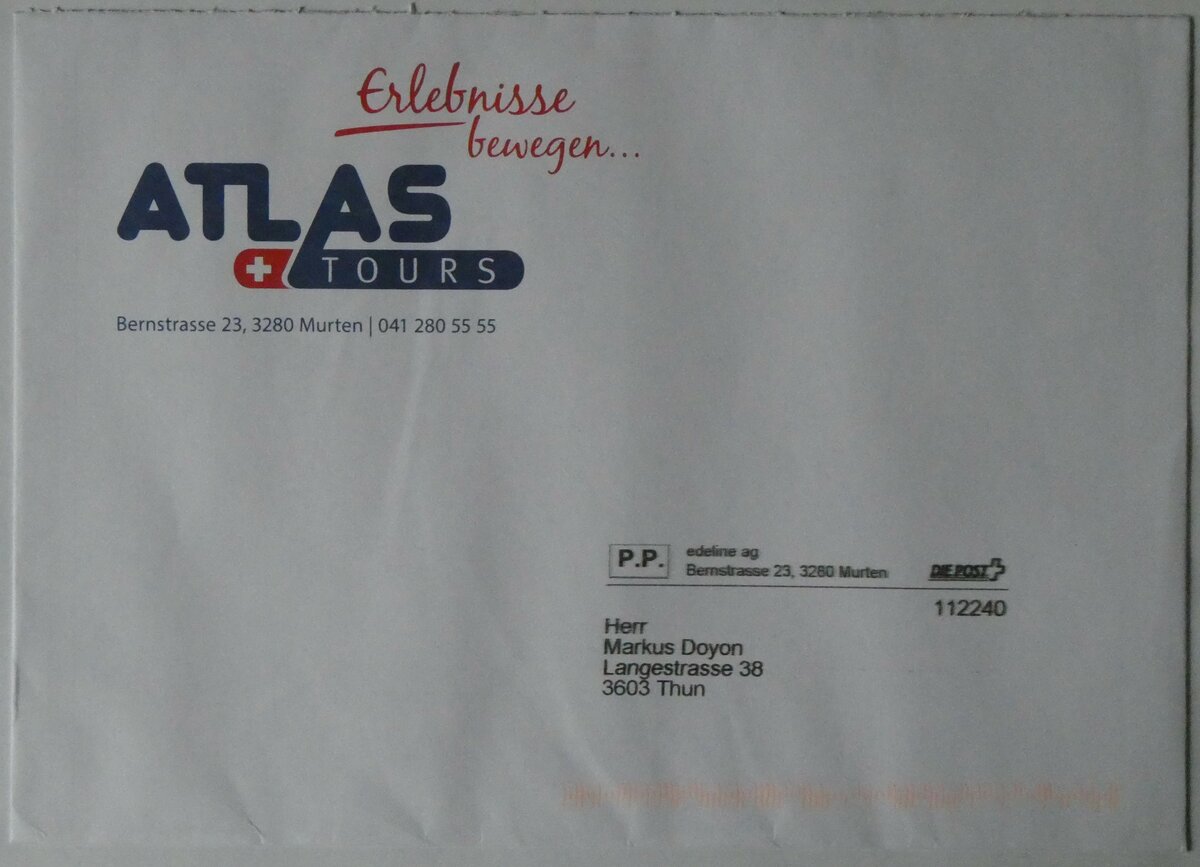 Erlebnisse
bewegen...
ATLAS
TOURS
Bernstrasse 23, 3280 Murten | 041 280 55 55
P.P.
edeline ag
Bernstrasse 23, 3280 Murten
DIE POST
112240
Herr
Markus Doyon
Langestrasse 38
3603 Thun